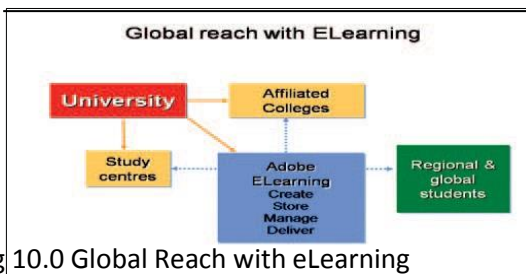 Global reach with ELearning
University
Affiliated
Colleges
Study
centres
Adobe
ELearning
Create
Store
Manage
Deliver
Regional &
global
students
g 10.0 Global Reach with eLearning